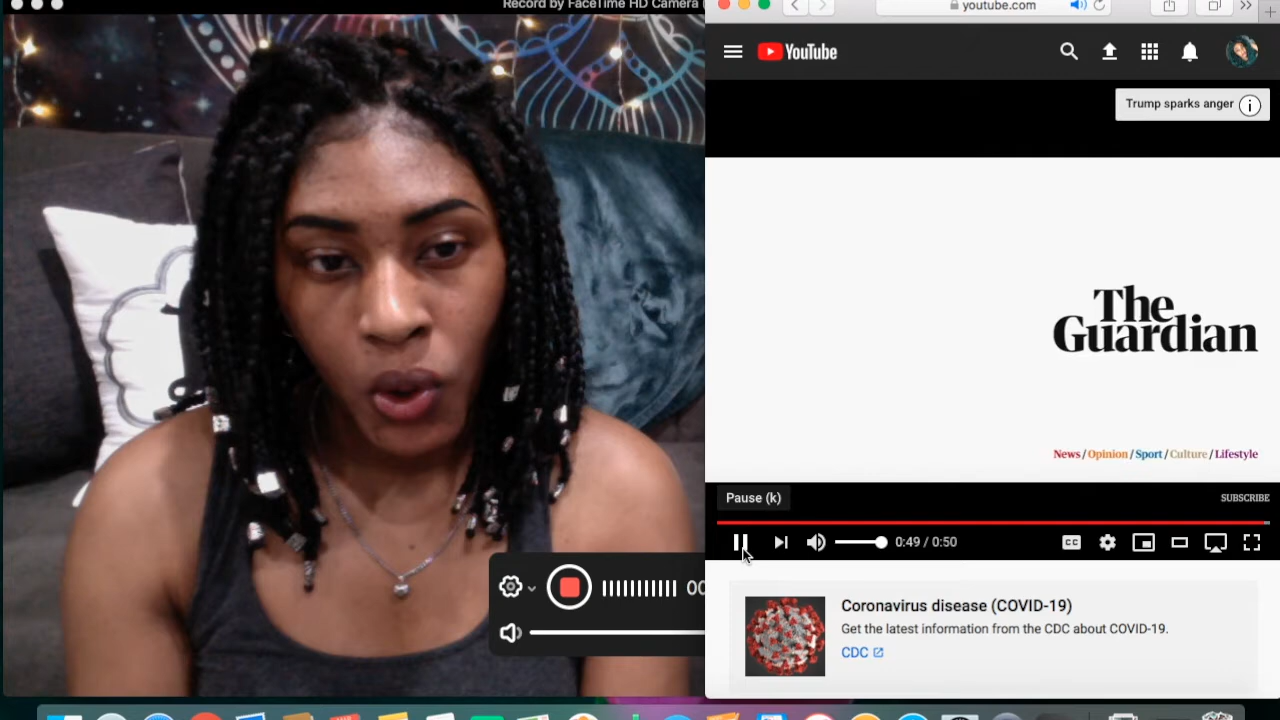 Record by FaceTime HD Camera
youtube.com
YouTube
Trump sparks anger
The
Guardian
News / Opinion / Sport / Culture / Lifestyle
Pause (k)
SUBSCRIBE
0:49 / 0:50
CC
00
Coronavirus disease (COVID-19)
Get the latest information from the CDC about COVID-19.
CDC